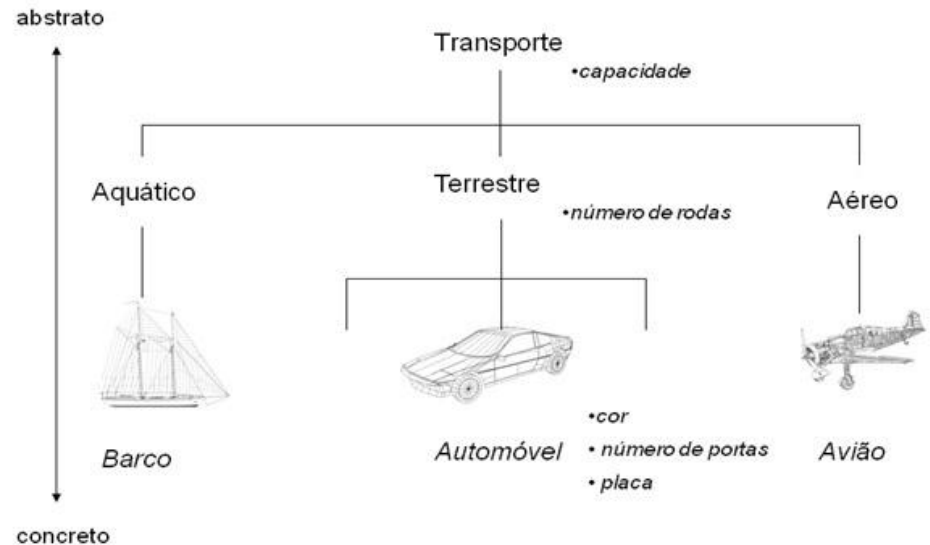 abstrato
Transporte
•capacidade
Aquático
Terrestre
•número de rodas
Aéreo
Barco
Automóvel
•cor
• número de portas
• placa
Avião
concreto